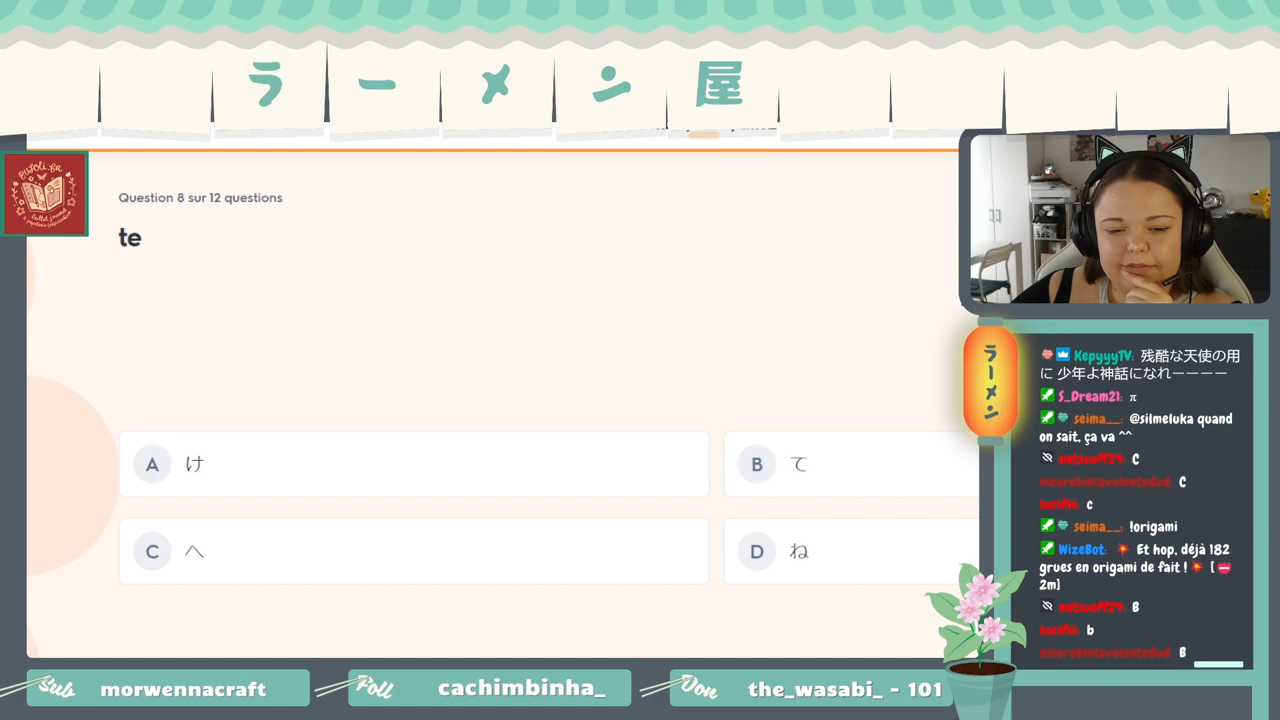 ラーメン屋
Question 8 sur 12 questions
te
A け
B て
C へ
D ね
ラーメン
KepyyyTV: 残酷な天使の用
に 少年よ神話になれーーーー
S_Dream21: π
seima__: @silmeluka quand
on sait, ça va ^^
C
C
c
seima__: !origami
WizeBot: 💥 Et hop, déjà 182
grues en origami de fait ! 💥 [
2m]
B
b
B
Sub morwennacraft
Foll cachimbinha_
Don the_wasabi_ - 101